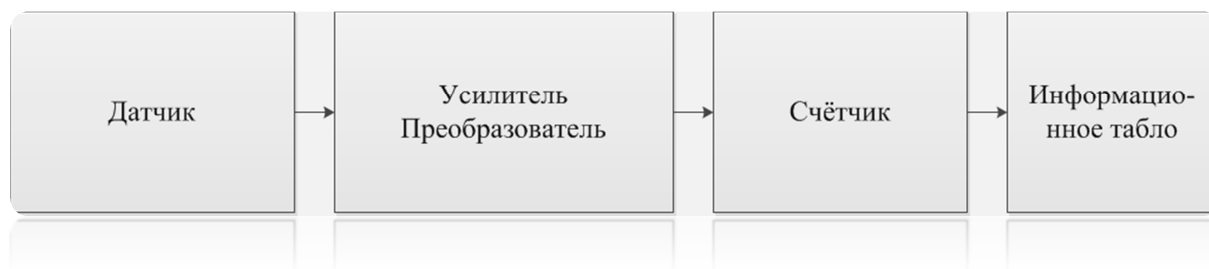 Датчик
Усилитель
Преобразователь
Счётчик
Информацио-
нное табло